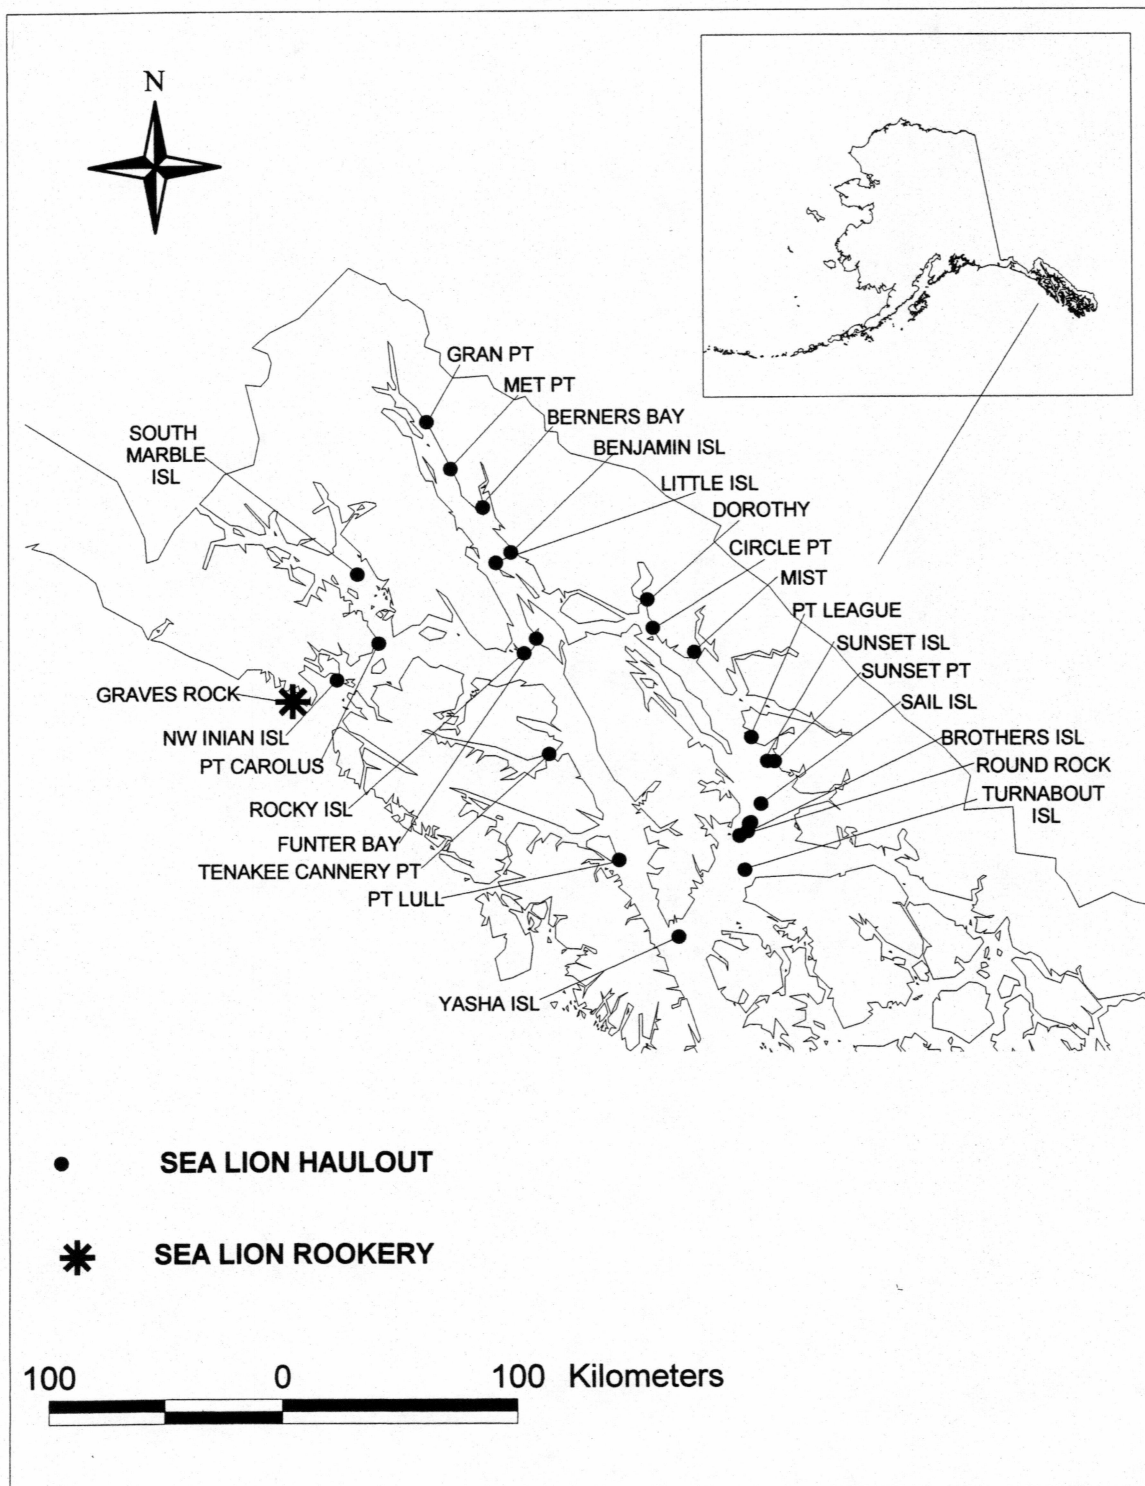 N
GRAN PT
MET PT
BERNERS BAY
SOUTH
MARBLE
ISL
BENJAMIN ISL
LITTLE ISL
DOROTHY
CIRCLE PT
MIST
PT LEAGUE
SUNSET ISL
SUNSET PT
GRAVES ROCK
SAIL ISL
NW INIAN ISL
BROTHERS ISL
PT CAROLUS
ROUND ROCK
TURNABOUT
ISL
ROCKY ISL
FUNTER BAY
TENAKEE CANNERY PT
PT LULL
YASHA ISL
SEA LION HAULOUT
SEA LION ROOKERY
100 0 100 Kilometers